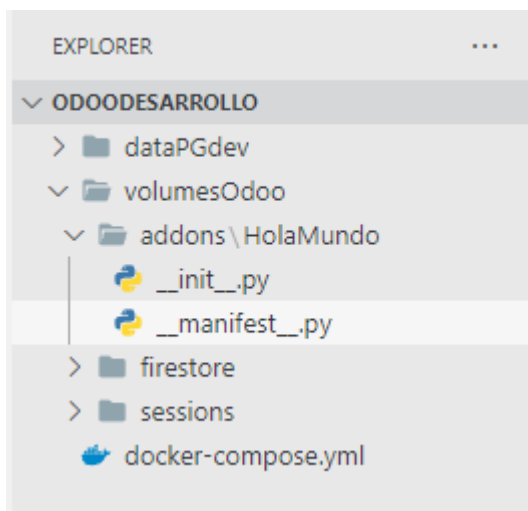 EXPLORER ...
ODOODESARROLLO
dataPGdev
volumesOdoo
addons\HolaMundo
__init__.py
__manifest__.py
firestore
sessions
docker-compose.yml